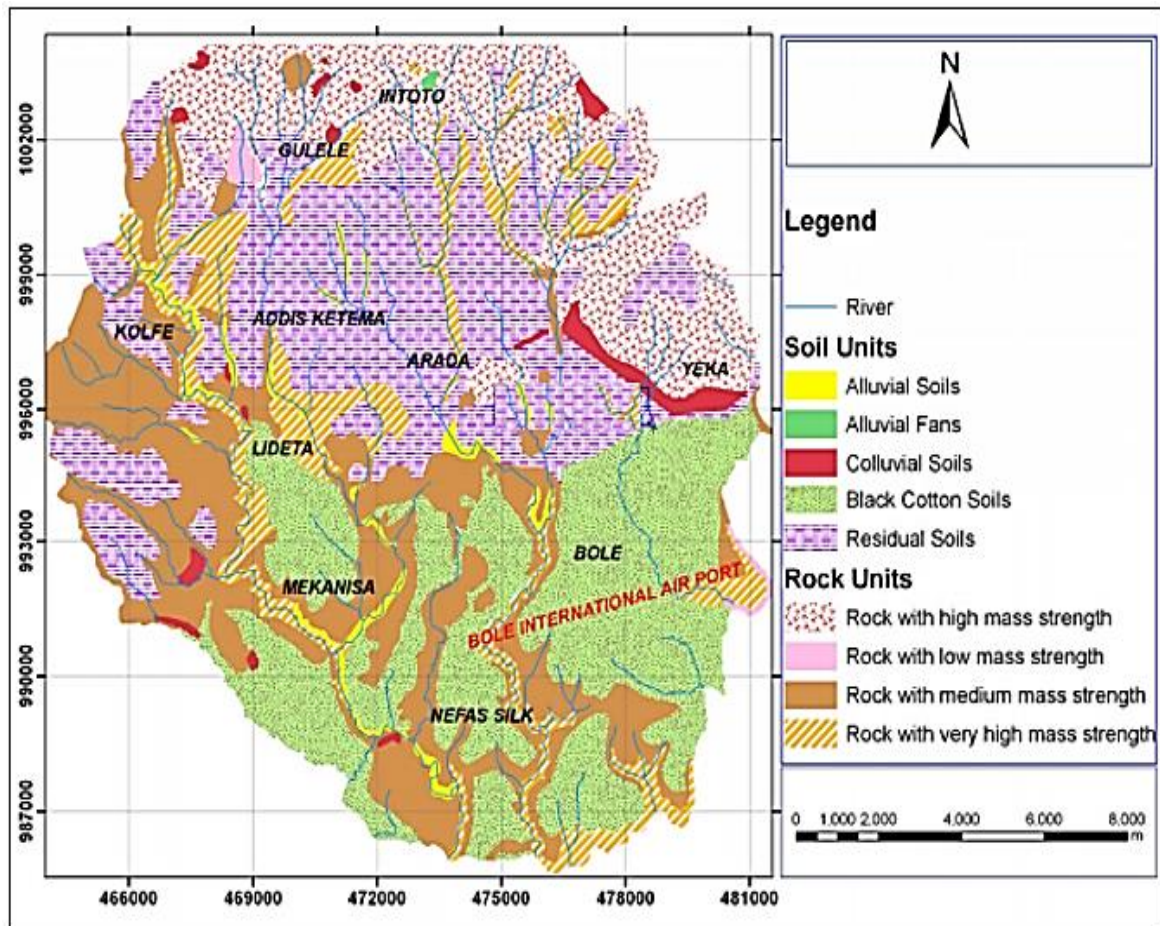 N
Legend
River
Soil Units
Alluvial Soils
Alluvial Fans
Colluvial Soils
Black Cotton Soils
Residual Soils
Rock Units
Rock with high mass strength
Rock with low mass strength
Rock with medium mass strength
Rock with very high mass strength
0 1,000 2,000 4,000 6,000 8,000
m
INTOTO
GULELE
KOLFE
ADDIS KETEMA
ARADA
YEKA
LIDETA
BOLE
MEKANISA
BOLE INTERNATIONAL AIR PORT
NEFAS SILK
1002000
999000
996000
993000
990000
987000
466000 469000 472000 475000 478000 481000